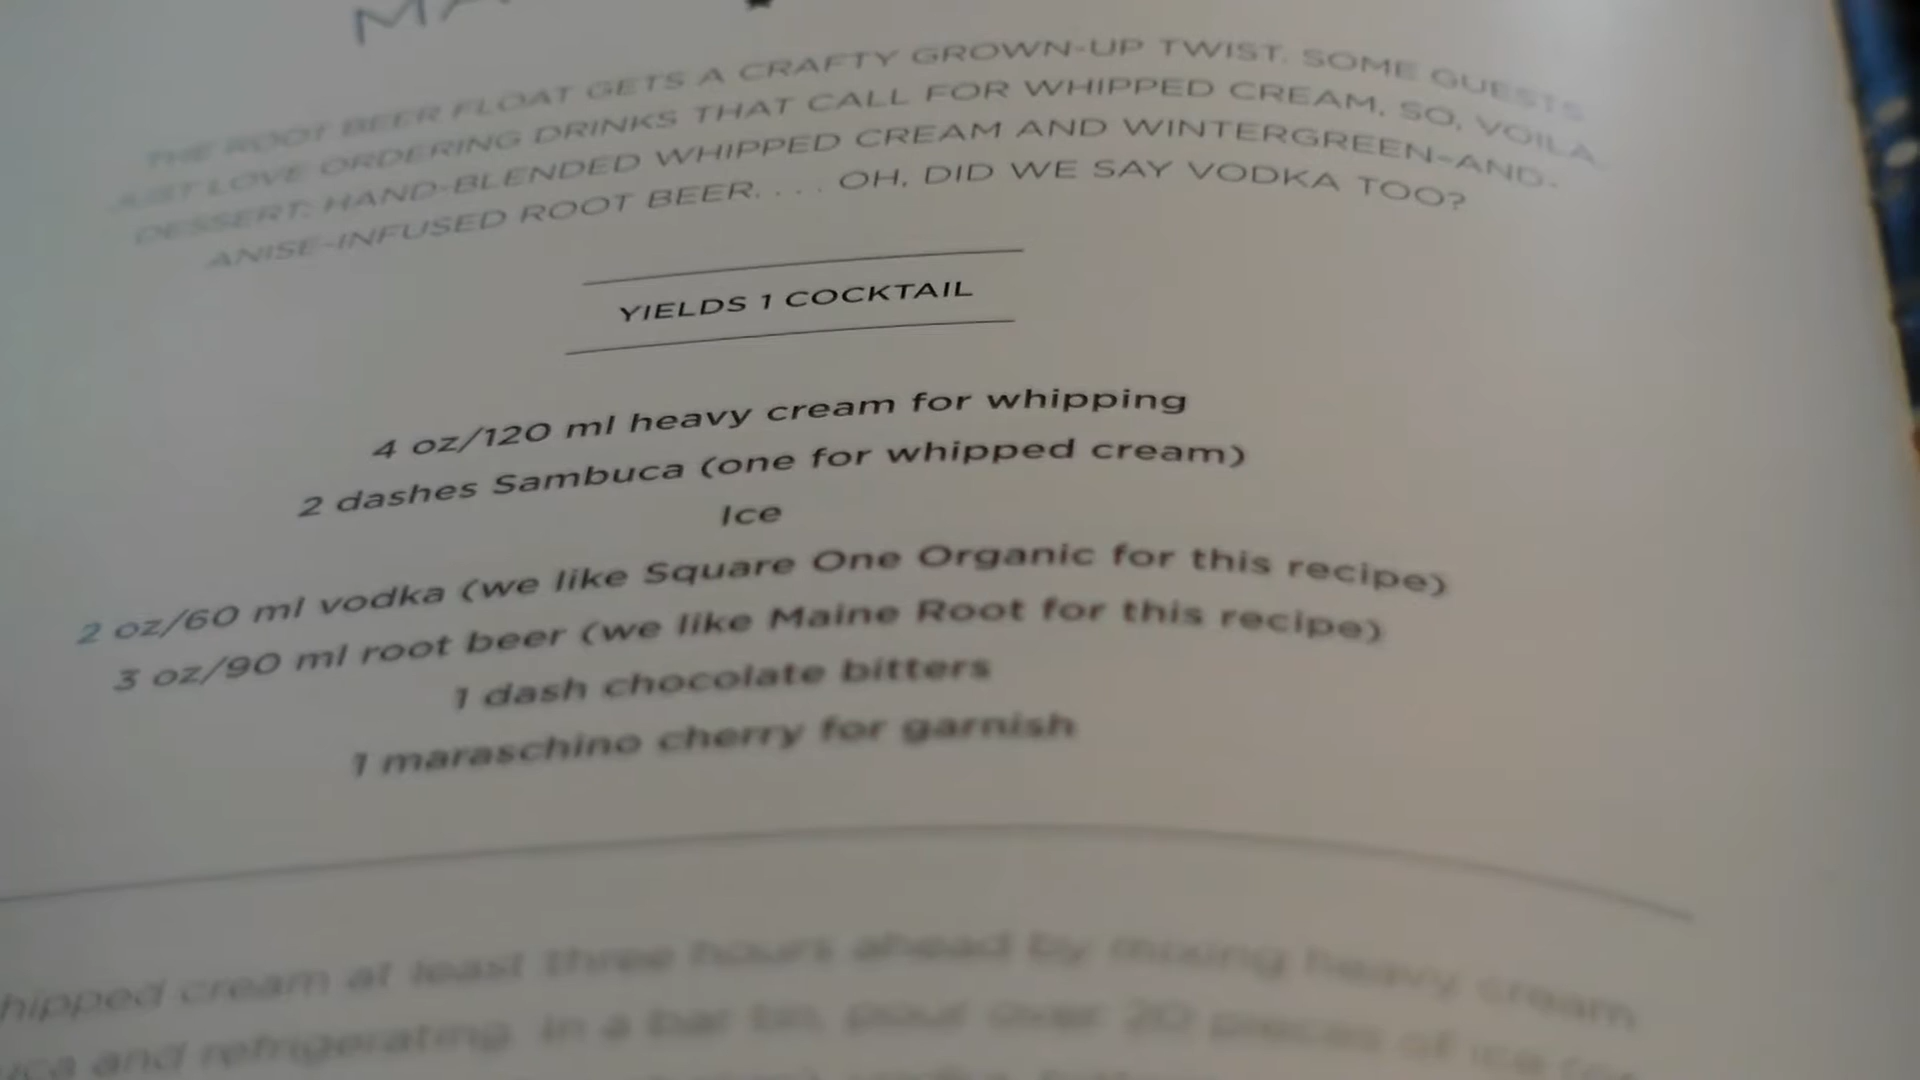 MA
THE ROOT BEER FLOAT GETS A CRAFTY GROWN-UP TWIST. SOME GUESTS
JUST LOVE ORDERING DRINKS THAT CALL FOR WHIPPED CREAM, SO, VOILA
DESSERT: HAND-BLENDED WHIPPED CREAM AND WINTERGREEN-AND-
ANISE-INFUSED ROOT BEER. . . . OH, DID WE SAY VODKA TOO?
YIELDS 1 COCKTAIL
4 oz/120 ml heavy cream for whipping
2 dashes Sambuca (one for whipped cream)
Ice
2 oz/60 ml vodka (we like Square One Organic for this recipe)
3 oz/90 ml root beer (we like Maine Root for this recipe)
1 dash chocolate bitters
1 maraschino cherry for garnish
hipped cream at least three hours ahead by mixing heavy cream
uca and refrigerating. In a bar tin, pour over 20 pieces of ice